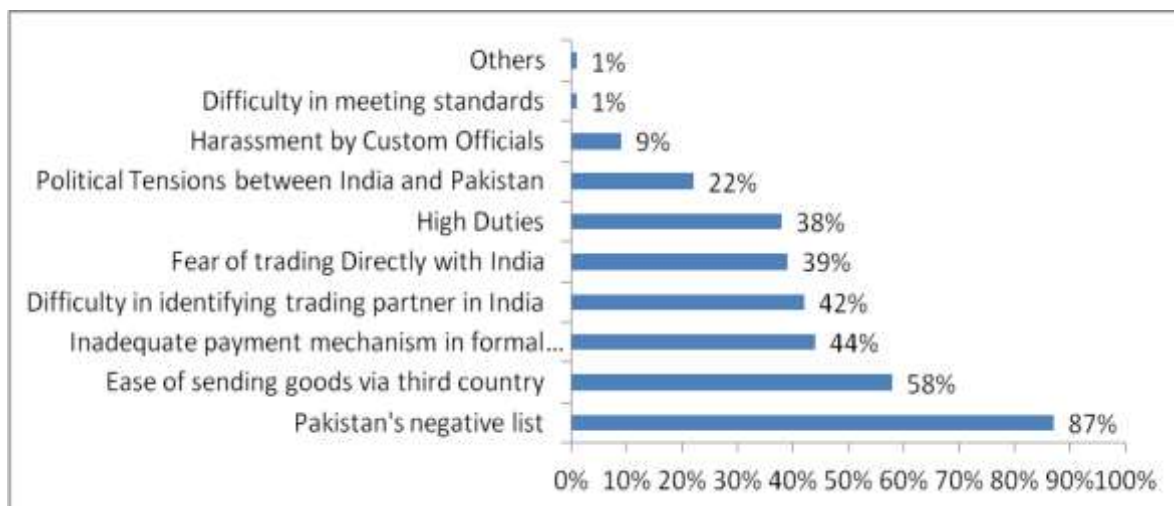 Others 1%
Difficulty in meeting standards 1%
Harassment by Custom Officials 9%
Political Tensions between India and Pakistan 22%
High Duties 38%
Fear of trading Directly with India 39%
Difficulty in identifying trading partner in India 42%
Inadequate payment mechanism in formal... 44%
Ease of sending goods via third country 58%
Pakistan's negative list 87%
0% 10% 20% 30% 40% 50% 60% 70% 80% 90%100%